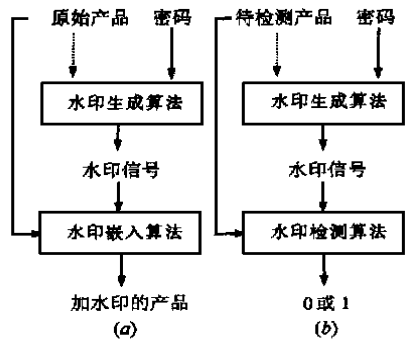 原始产品 密码
水印生成算法
水印信号
水印嵌入算法
加水印的产品
(a)
待检测产品 密码
水印生成算法
水印信号
水印检测算法
0或1
(b)